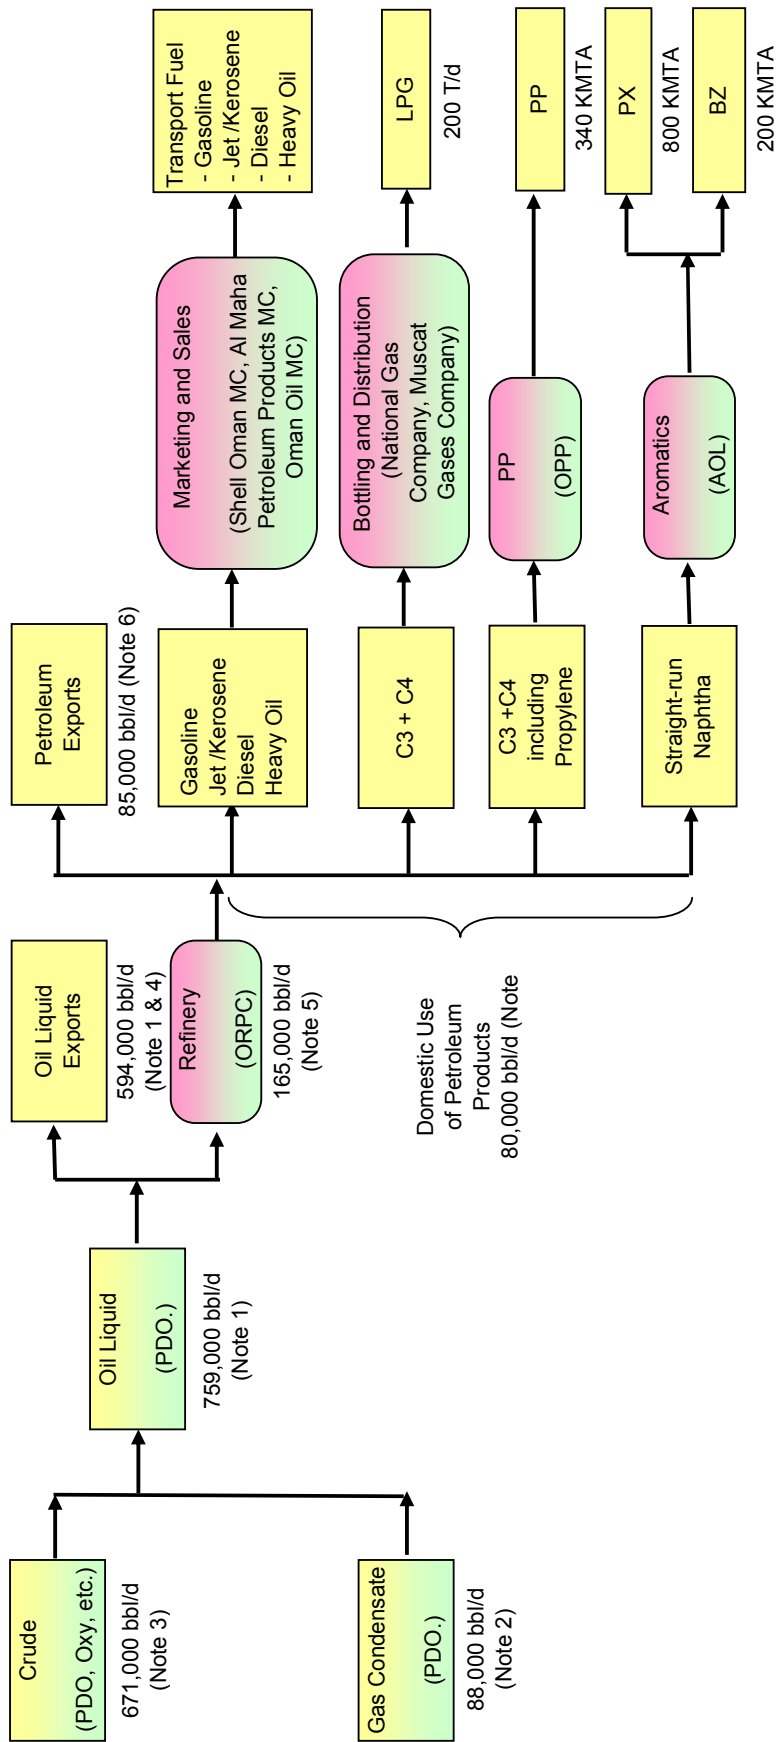 Crude
(PDO, Oxy, etc.)
671,000 bbl/d
(Note 3)
Gas Condensate
(PDO.)
88,000 bbl/d
(Note 2)
Oil Liquid
(PDO.)
759,000 bbl/d
(Note 1)
Oil Liquid
Exports
594,000 bbl/d
(Note 1 & 4)
Refinery
(ORPC)
165,000 bbl/d
(Note 5)
Domestic Use
of Petroleum
Products
80,000 bbl/d (Note
Petroleum
Exports
85,000 bbl/d (Note 6)
Gasoline
Jet /Kerosene
Diesel
Heavy Oil
C3 + C4
C3 +C4
including
Propylene
Straight-run
Naphtha
Marketing and Sales
(Shell Oman MC, Al Maha
Petroleum Products MC,
Oman Oil MC)
Bottling and Distribution
(National Gas
Company, Muscat
Gases Company)
PP
(OPP)
Aromatics
(AOL)
Transport Fuel
- Gasoline
- Jet /Kerosene
- Diesel
- Heavy Oil
LPG
200 T/d
PP
340 KMTA
PX
800 KMTA
BZ
200 KMTA